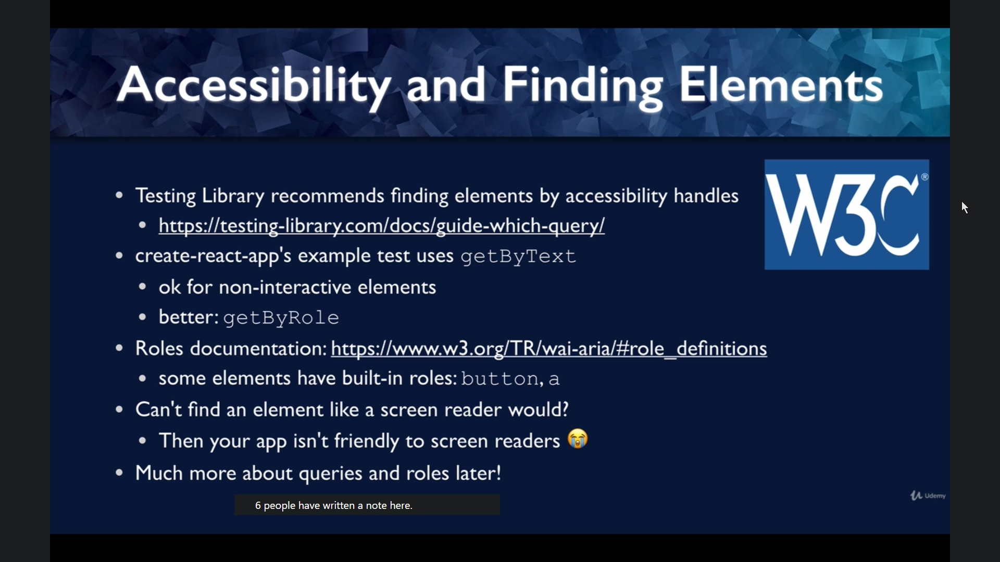 Accessibility and Finding Elements
W3C®
• Testing Library recommends finding elements by accessibility handles
• https://testing-library.com/docs/guide-which-query/
• create-react-app's example test uses getByText
• ok for non-interactive elements
• better: getByRole
• Roles documentation: https://www.w3.org/TR/wai-aria/#role_definitions
• some elements have built-in roles: button, a
• Can't find an element like a screen reader would?
• Then your app isn't friendly to screen readers 😭
• Much more about queries and roles later!
Udemy
6 people have written a note here.